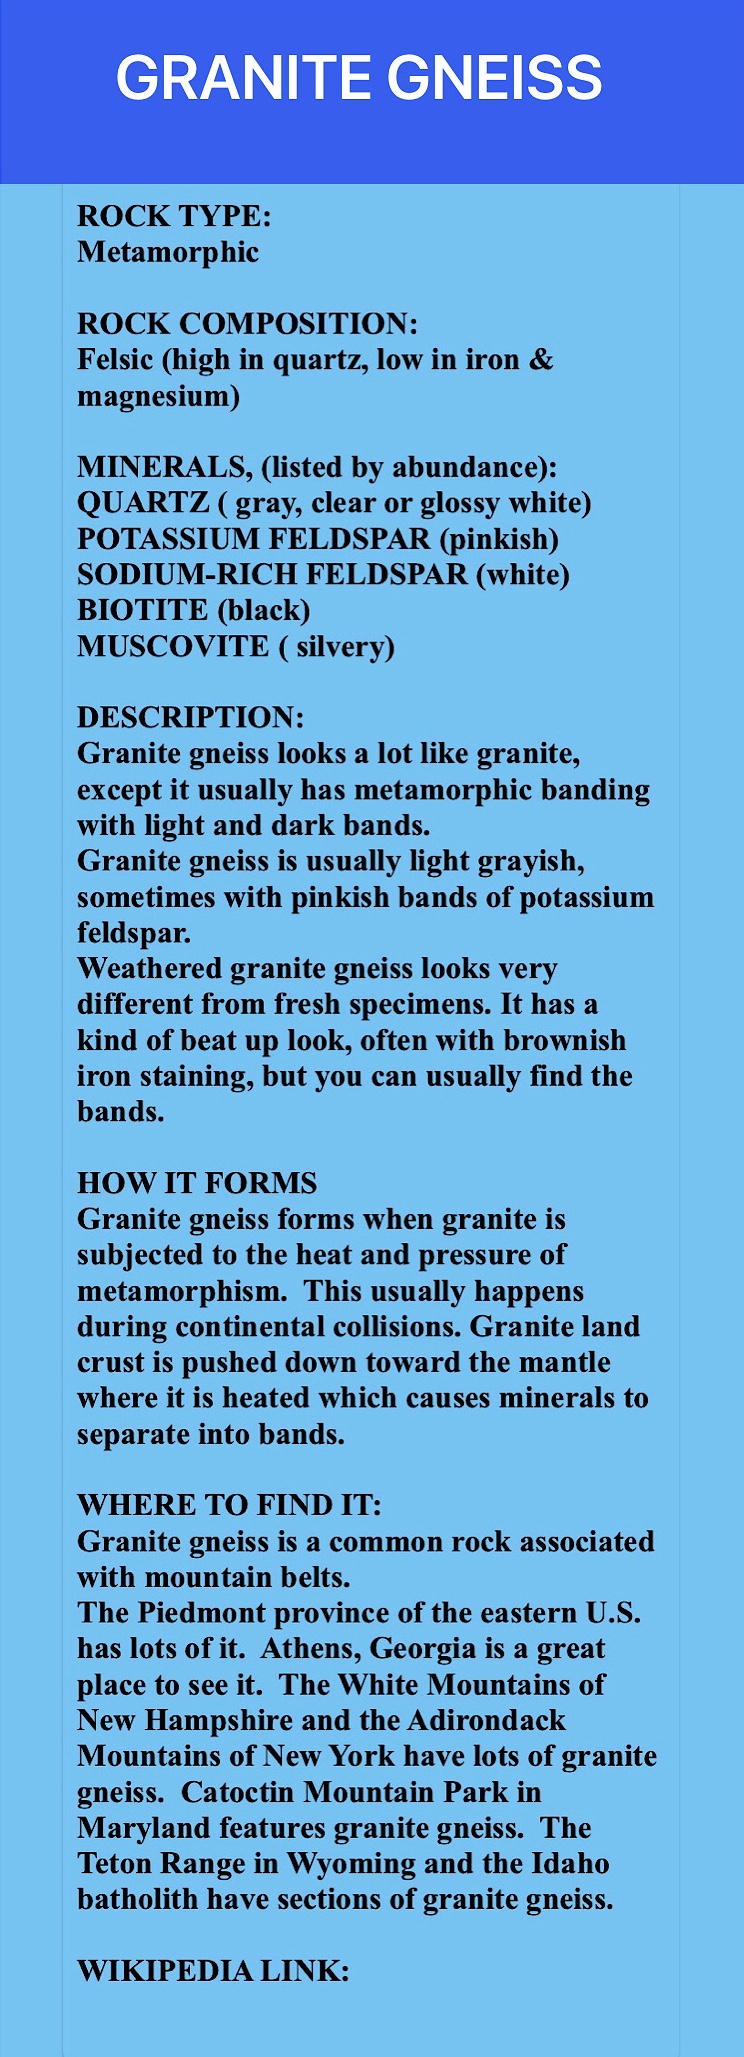 GRANITE GNEISS
ROCK TYPE:
Metamorphic
ROCK COMPOSITION:
Felsic (high in quartz, low in iron &
magnesium)
MINERALS, (listed by abundance):
QUARTZ ( gray, clear or glossy white)
POTASSIUM FELDSPAR (pinkish)
SODIUM-RICH FELDSPAR (white)
BIOTITE (black)
MUSCOVITE ( silvery)
DESCRIPTION:
Granite gneiss looks a lot like granite,
except it usually has metamorphic banding
with light and dark bands.
Granite gneiss is usually light grayish,
sometimes with pinkish bands of potassium
feldspar.
Weathered granite gneiss looks very
different from fresh specimens. It has a
kind of beat up look, often with brownish
iron staining, but you can usually find the
bands.
HOW IT FORMS
Granite gneiss forms when granite is
subjected to the heat and pressure of
metamorphism.  This usually happens
during continental collisions. Granite land
crust is pushed down toward the mantle
where it is heated which causes minerals to
separate into bands.
WHERE TO FIND IT:
Granite gneiss is a common rock associated
with mountain belts.
The Piedmont province of the eastern U.S.
has lots of it.  Athens, Georgia is a great
place to see it.  The White Mountains of
New Hampshire and the Adirondack
Mountains of New York have lots of granite
gneiss.  Catoctin Mountain Park in
Maryland features granite gneiss.  The
Teton Range in Wyoming and the Idaho
batholith have sections of granite gneiss.
WIKIPEDIA LINK: